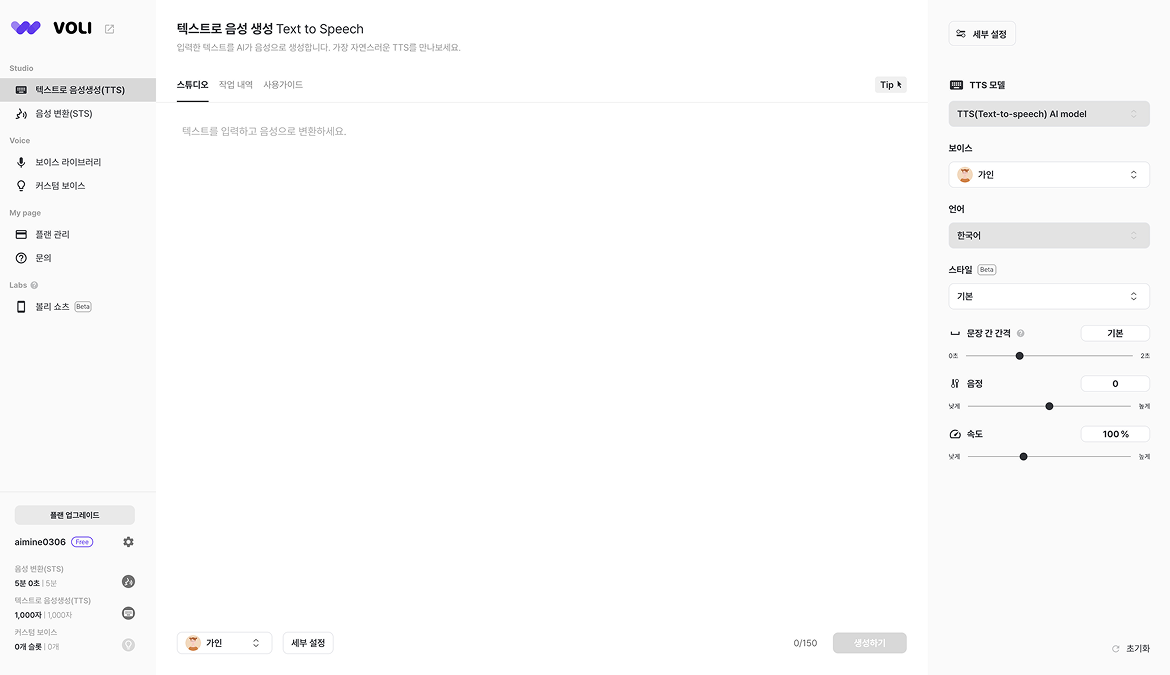 VOLI
Studio
텍스트로 음성생성(TTS)
음성 변환(STS)
Voice
보이스 라이브러리
커스텀 보이스
My page
플랜 관리
문의
Labs ?
볼리 쇼츠 Beta
플랜 업그레이드
aimine0306 Free
음성 변환(STS)
5분 0초 | 5분
텍스트로 음성생성(TTS)
1,000자 | 1,000자
커스텀 보이스
0개 슬롯 | 0개
텍스트로 음성 생성 Text to Speech
입력한 텍스트를 AI가 음성으로 생성합니다. 가장 자연스러운 TTS를 만나보세요.
스튜디오 작업 내역 사용가이드 Tip
텍스트를 입력하고 음성으로 변환하세요.
가인 세부 설정 0/150 생성하기
세부 설정
TTS 모델
TTS(Text-to-speech) AI model
보이스
가인
언어
한국어
스타일 Beta
기본
문장 간 간격 ? 기본
0초 2초
음정 0
낮게 높게
속도 100 %
낮게 높게
초기화